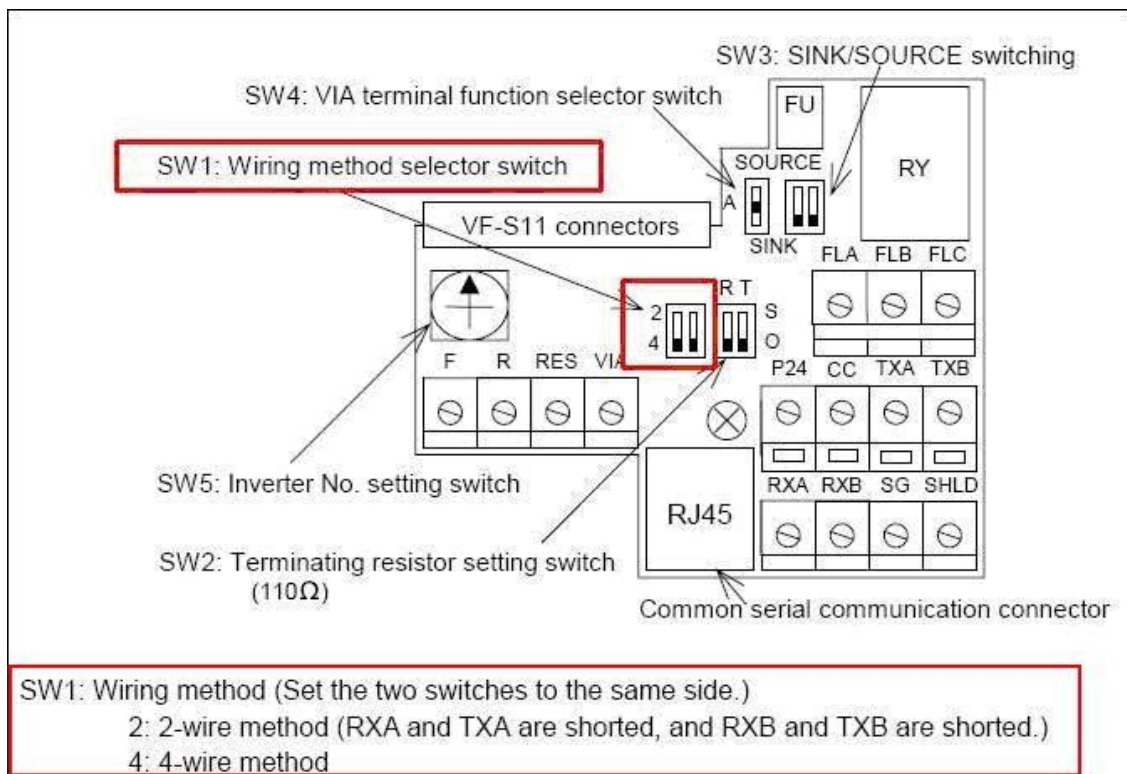 SW3: SINK/SOURCE switching
SW4: VIA terminal function selector switch
FU
SW1: Wiring method selector switch
SOURCE
RY
A
VF-S11 connectors
SINK
FLA FLB FLC
R T
2
S
4
O
F R RES VIA
P24 CC TXA TXB
SW5: Inverter No. setting switch
RXA RXB SG SHLD
RJ45
SW2: Terminating resistor setting switch
(110Ω)
Common serial communication connector
SW1: Wiring method (Set the two switches to the same side.)
2: 2-wire method (RXA and TXA are shorted, and RXB and TXB are shorted.)
4: 4-wire method